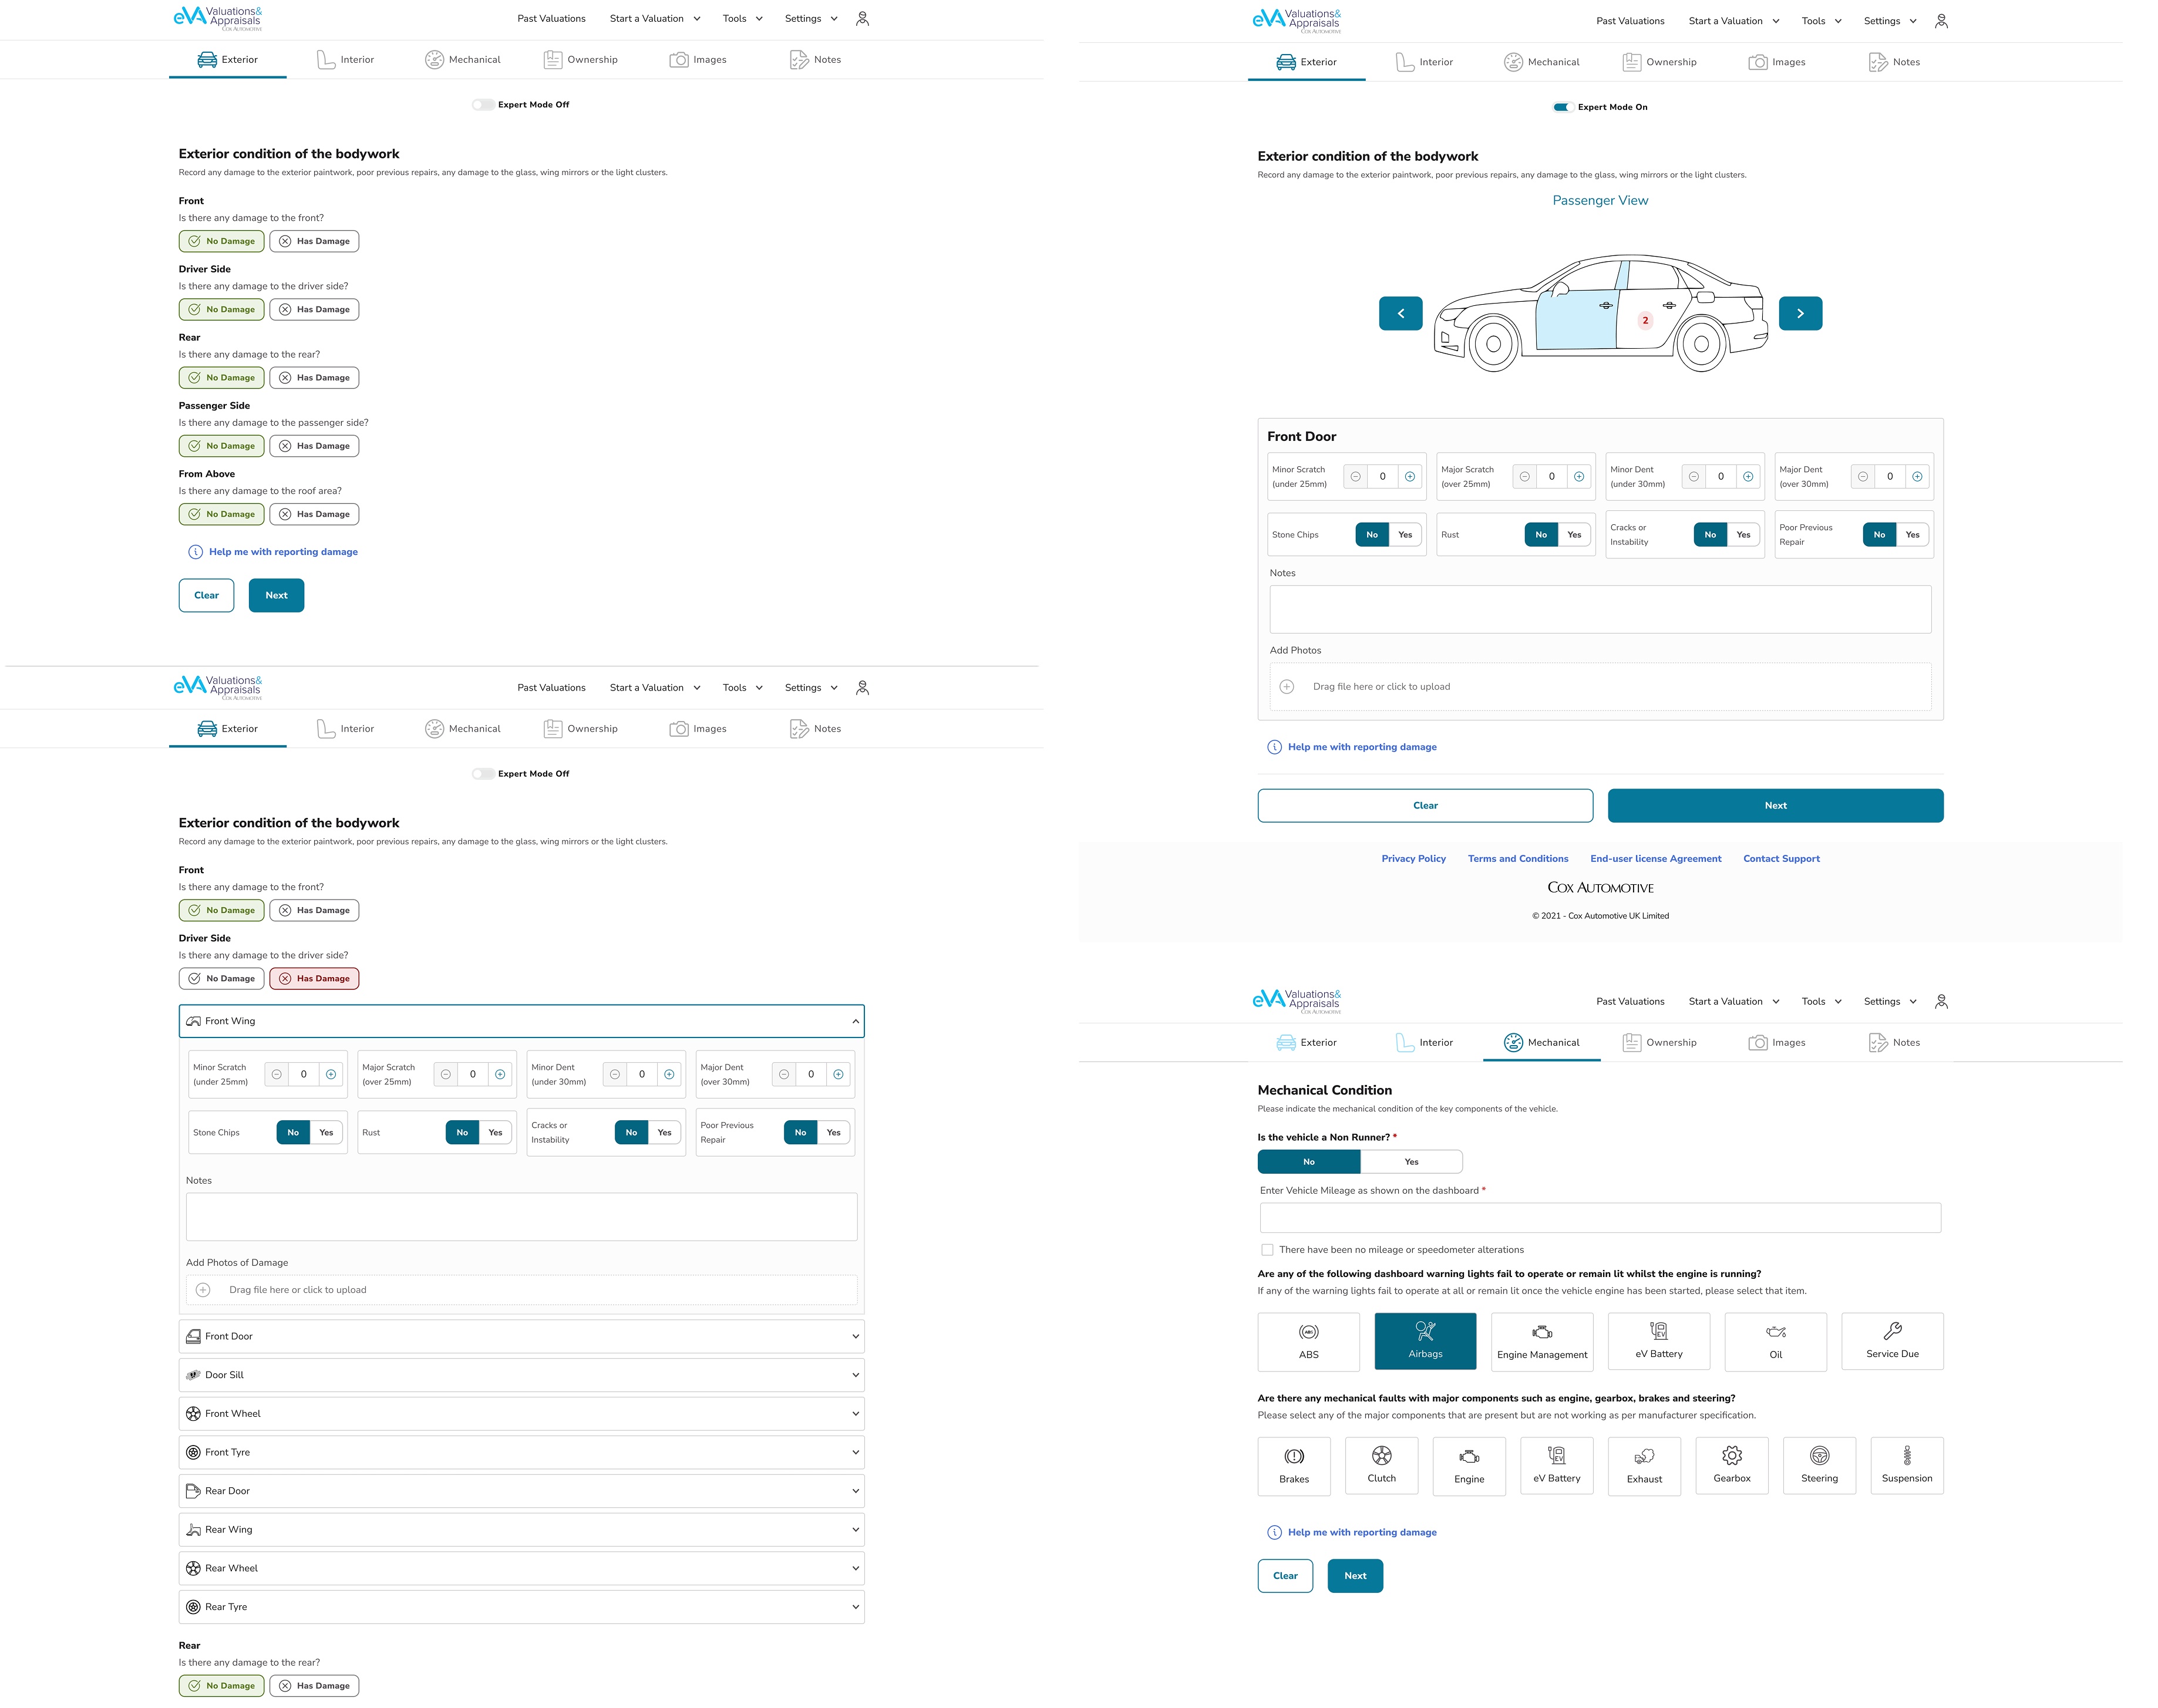 eVA Valuations& Appraisals
COX AUTOMOTIVE
Past Valuations Start a Valuation Tools Settings
Exterior Interior Mechanical Ownership Images Notes
Expert Mode Off
Exterior condition of the bodywork
Record any damage to the exterior paintwork, poor previous repairs, any damage to the glass, wing mirrors or the light clusters.
Front
Is there any damage to the front?
No Damage Has Damage
Driver Side
Is there any damage to the driver side?
No Damage Has Damage
Rear
Is there any damage to the rear?
No Damage Has Damage
Passenger Side
Is there any damage to the passenger side?
No Damage Has Damage
From Above
Is there any damage to the roof area?
No Damage Has Damage
Help me with reporting damage
Clear Next
eVA Valuations& Appraisals
COX AUTOMOTIVE
Past Valuations Start a Valuation Tools Settings
Exterior Interior Mechanical Ownership Images Notes
Expert Mode Off
Exterior condition of the bodywork
Record any damage to the exterior paintwork, poor previous repairs, any damage to the glass, wing mirrors or the light clusters.
Front
Is there any damage to the front?
No Damage Has Damage
Driver Side
Is there any damage to the driver side?
No Damage Has Damage
Front Wing
Minor Scratch (under 25mm) 0 Major Scratch (over 25mm) 0 Minor Dent (under 30mm) 0 Major Dent (over 30mm) 0
Stone Chips No Yes Rust No Yes Cracks or Instability No Yes Poor Previous Repair No Yes
Notes
Add Photos of Damage
Drag file here or click to upload
Front Door
Door Sill
Front Wheel
Front Tyre
Rear Door
Rear Wing
Rear Wheel
Rear Tyre
Rear
Is there any damage to the rear?
No Damage Has Damage
eVA Valuations& Appraisals
COX AUTOMOTIVE
Past Valuations Start a Valuation Tools Settings
Exterior Interior Mechanical Ownership Images Notes
Expert Mode On
Exterior condition of the bodywork
Record any damage to the exterior paintwork, poor previous repairs, any damage to the glass, wing mirrors or the light clusters.
Passenger View
2
Front Door
Minor Scratch (under 25mm) 0 Major Scratch (over 25mm) 0 Minor Dent (under 30mm) 0 Major Dent (over 30mm) 0
Stone Chips No Yes Rust No Yes Cracks or Instability No Yes Poor Previous Repair No Yes
Notes
Add Photos
Drag file here or click to upload
Help me with reporting damage
Clear Next
Privacy Policy Terms and Conditions End-user license Agreement Contact Support
COX AUTOMOTIVE
© 2021 - Cox Automotive UK Limited
eVA Valuations& Appraisals
COX AUTOMOTIVE
Past Valuations Start a Valuation Tools Settings
Exterior Interior Mechanical Ownership Images Notes
Mechanical Condition
Please indicate the mechanical condition of the key components of the vehicle.
Is the vehicle a Non Runner? *
No Yes
Enter Vehicle Mileage as shown on the dashboard *
There have been no mileage or speedometer alterations
Are any of the following dashboard warning lights fail to operate or remain lit whilst the engine is running?
If any of the warning lights fail to operate at all or remain lit once the vehicle engine has been started, please select that item.
ABS EV
ABS Airbags Engine Management eV Battery Oil Service Due
Are there any mechanical faults with major components such as engine, gearbox, brakes and steering?
Please select any of the major components that are present but are not working as per manufacturer specification.
EV
Brakes Clutch Engine eV Battery Exhaust Gearbox Steering Suspension
Help me with reporting damage
Clear Next